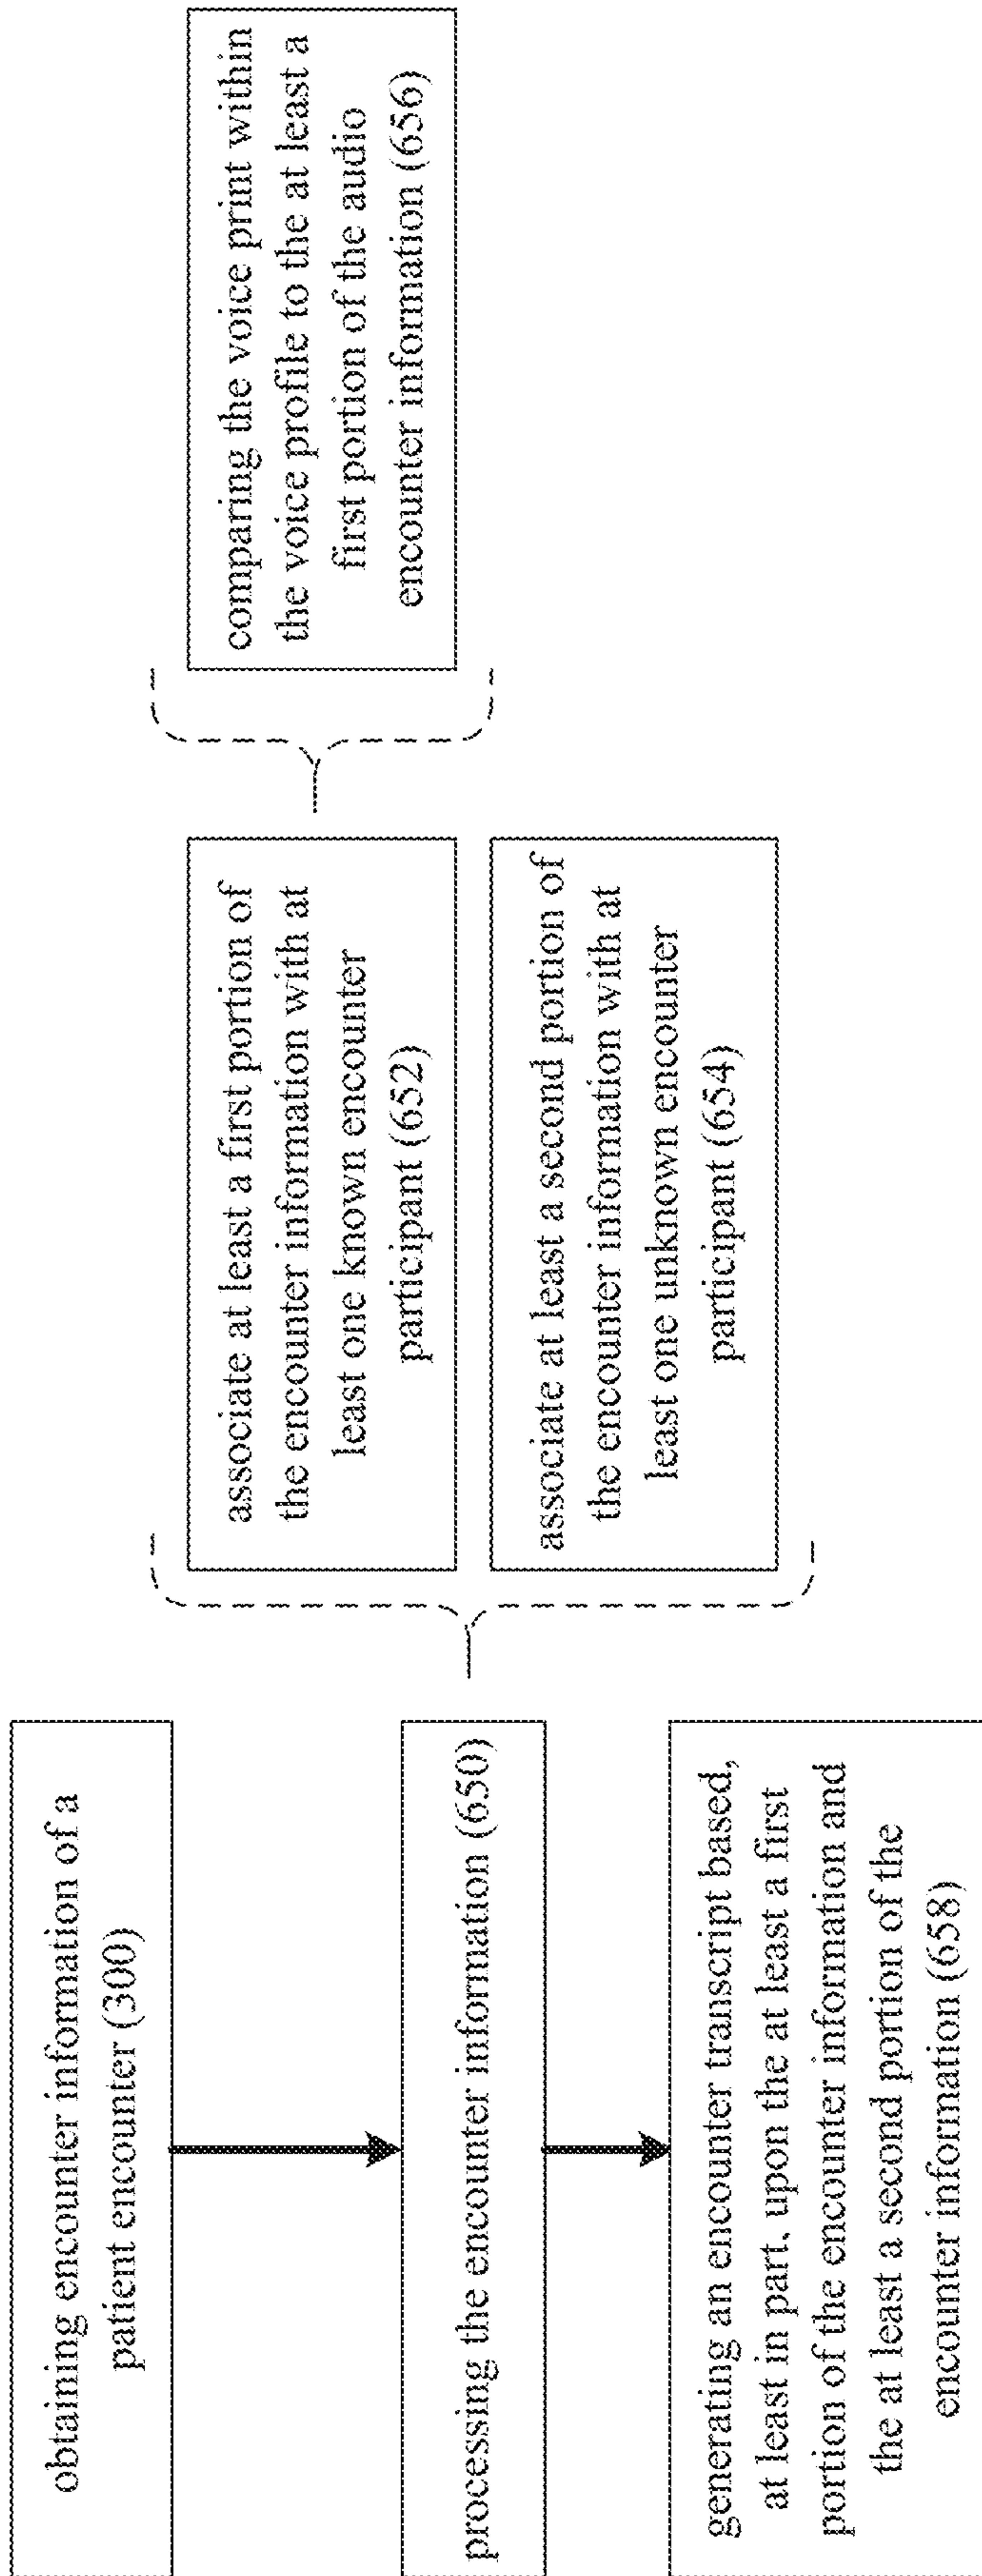 obtaining encounter information of a
patient encounter (300)
processing the encounter information (650)
generating an encounter transcript based,
at least in part, upon the at least a first
portion of the encounter information and
the at least a second portion of the
encounter information (658)
associate at least a first portion of
the encounter information with at
least one known encounter
participant (652)
associate at least a second portion of
the encounter information with at
least one unknown encounter
participant (654)
comparing the voice print within
the voice profile to the at least a
first portion of the audio
encounter information (656)